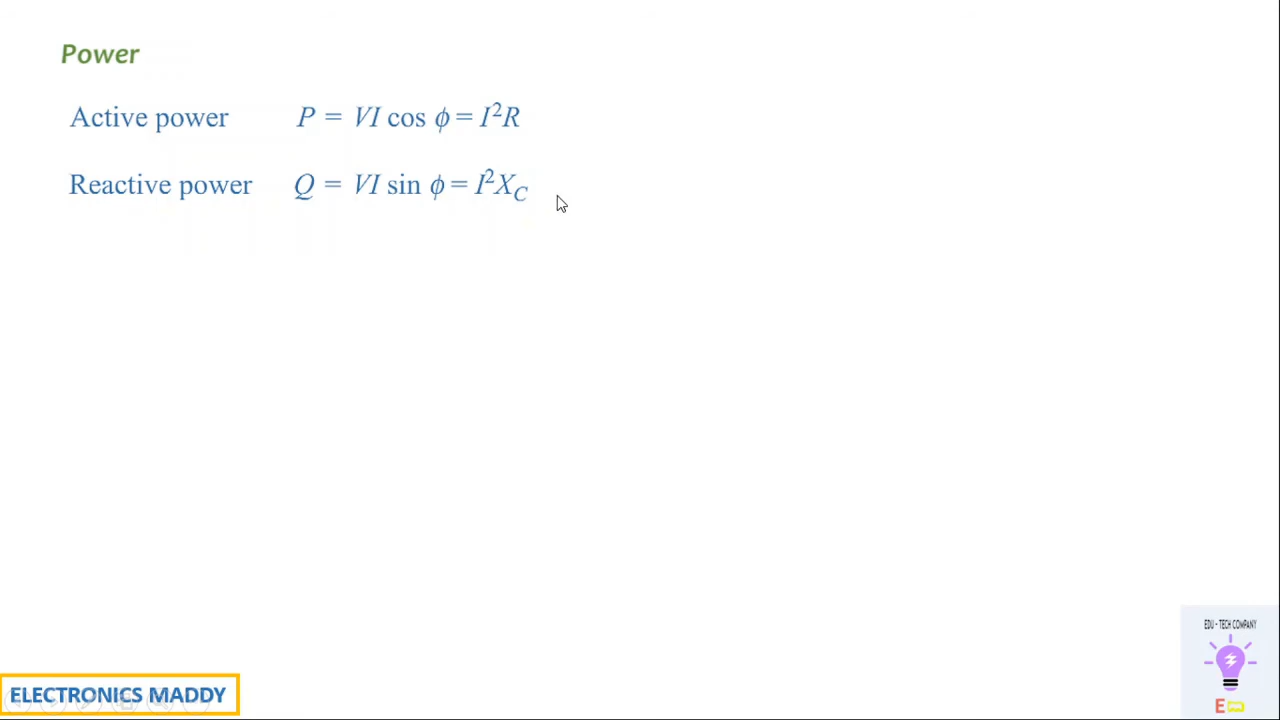 Power
Active power P = VI cos ϕ = I²R
Reactive power Q = VI sin ϕ = I²X_C
EDU - TECH COMPANY
E
ELECTRONICS MADDY